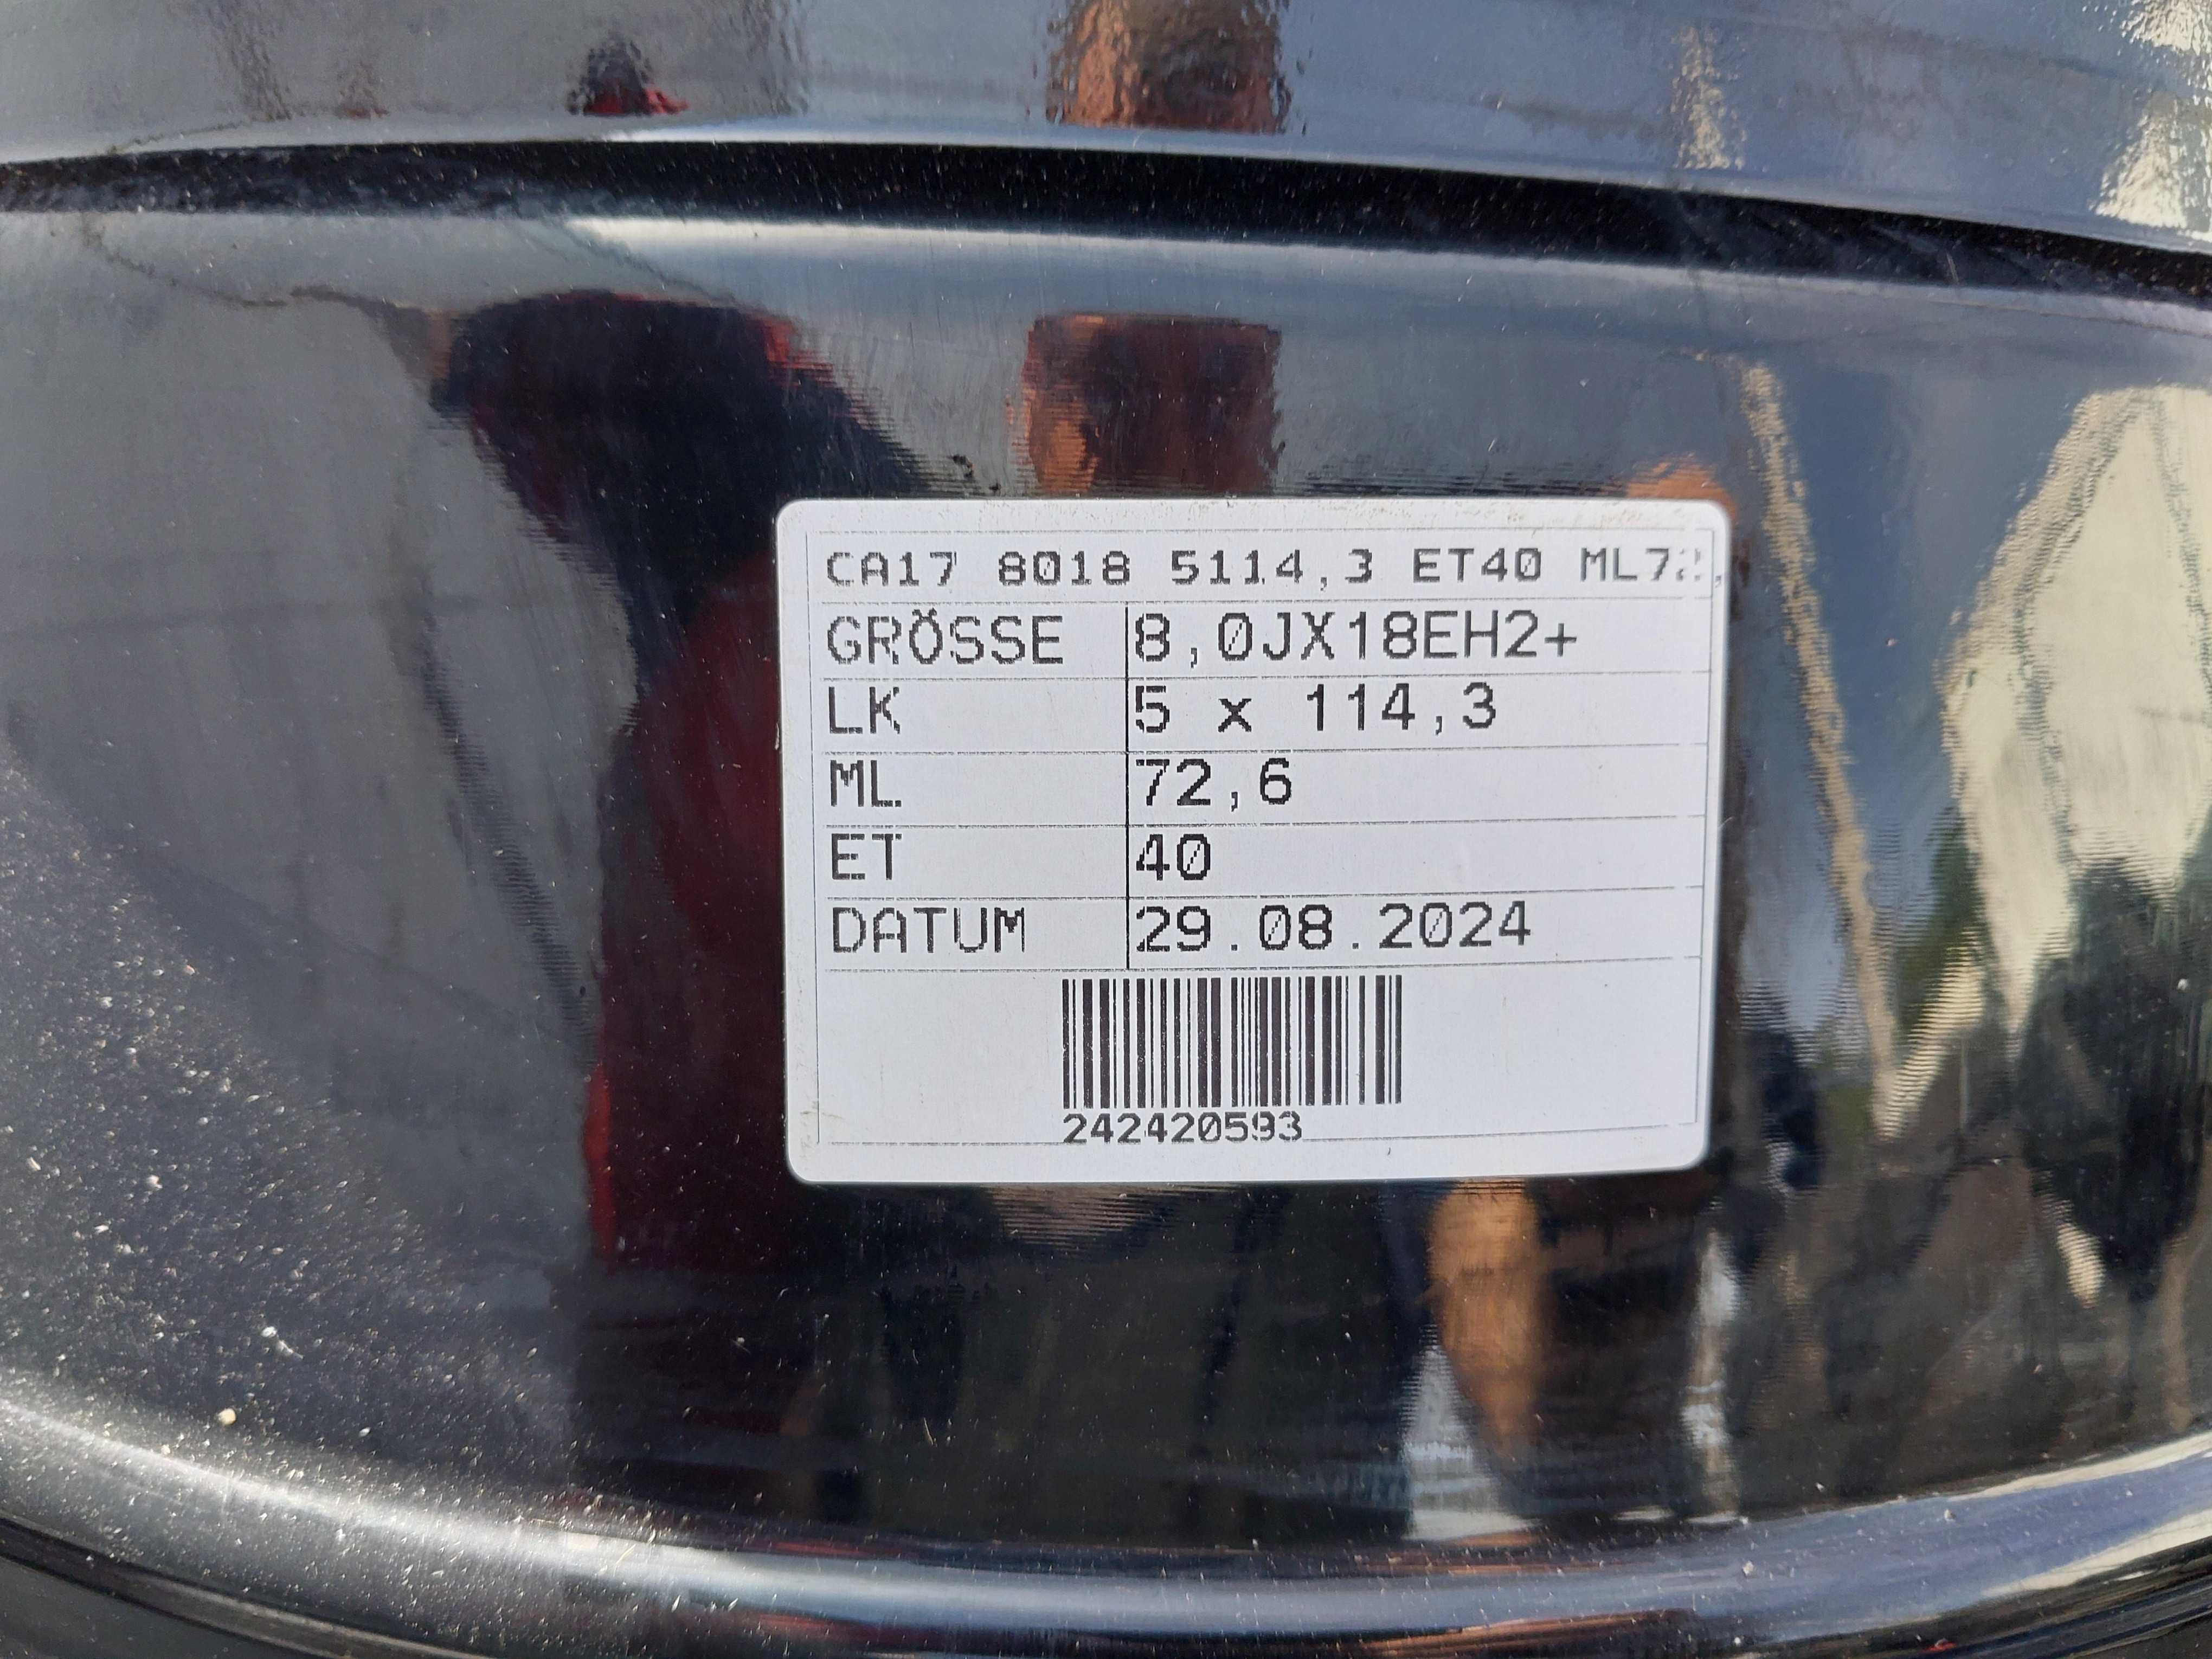 CA17 8018 5114,3 ET40 ML72,
GRÖSSE 8,0JX18EH2+
LK 5 x 114,3
ML 72,6
ET 40
DATUM 29.08.2024
242420593